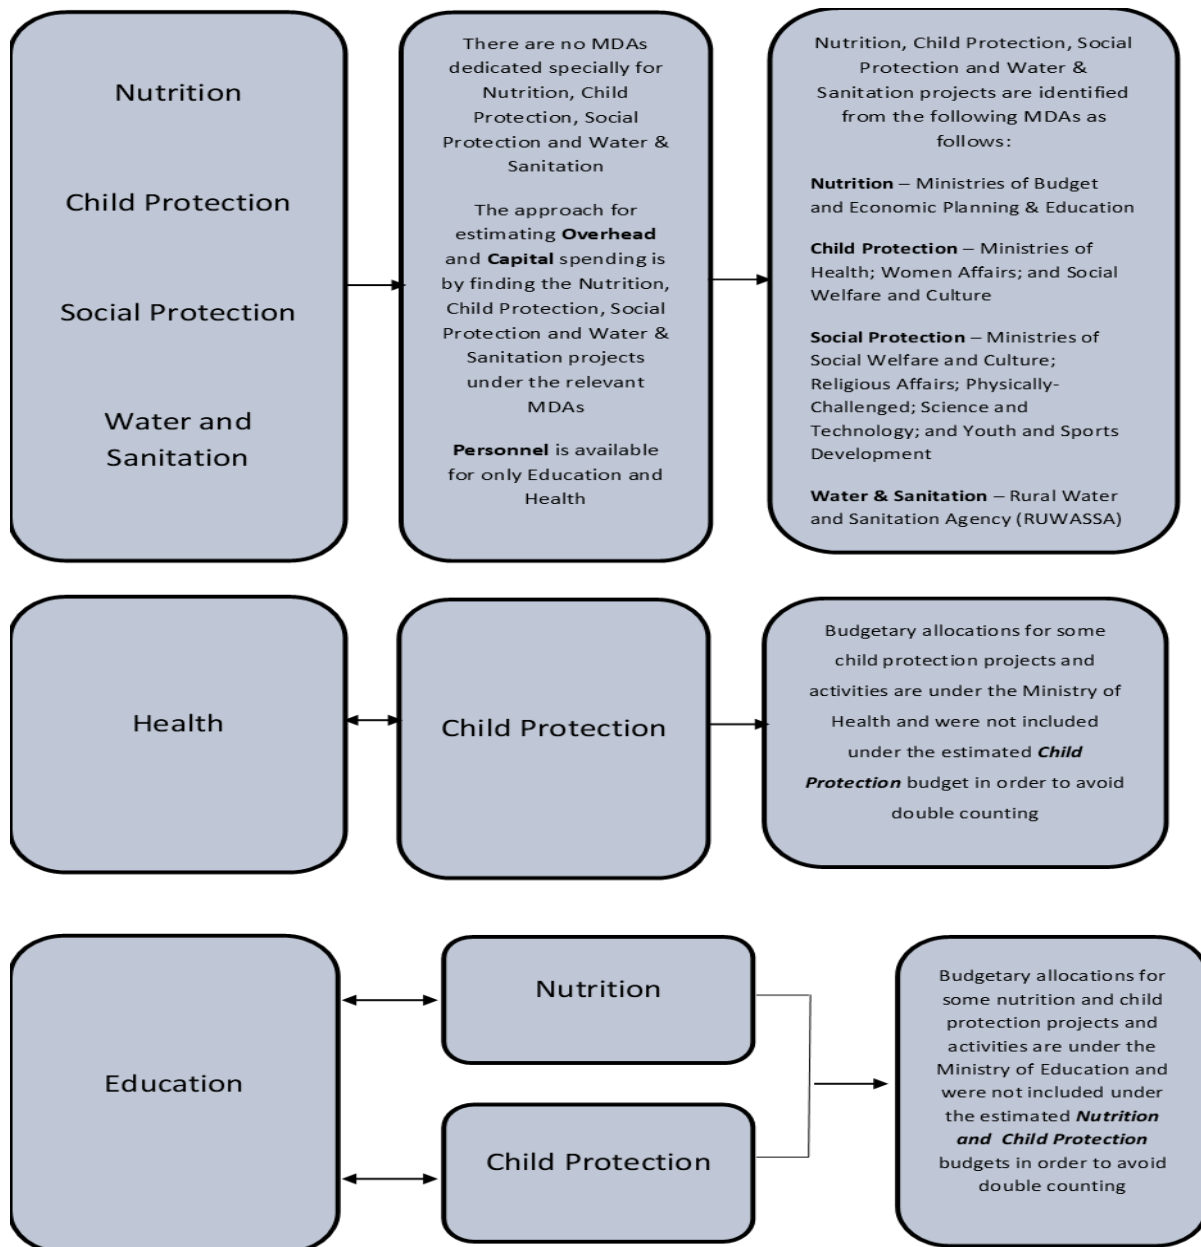 Nutrition
Child Protection
Social Protection
Water and
Sanitation
There are no MDAs
dedicated specially for
Nutrition, Child
Protection, Social
Protection and Water &
Sanitation
The approach for
estimating Overhead
and Capital spending is
by finding the Nutrition,
Child Protection, Social
Protection and Water &
Sanitation projects
under the relevant
MDAs
Personnel is available
for only Education and
Health
Nutrition, Child Protection, Social
Protection and Water &
Sanitation projects are identified
from the following MDAs as
follows:
Nutrition – Ministries of Budget
and Economic Planning & Education
Child Protection – Ministries of
Health; Women Affairs; and Social
Welfare and Culture
Social Protection – Ministries of
Social Welfare and Culture;
Religious Affairs; Physically-
Challenged; Science and
Technology; and Youth and Sports
Development
Water & Sanitation – Rural Water
and Sanitation Agency (RUWASSA)
Health
Child Protection
Budgetary allocations for some
child protection projects and
activities are under the Ministry of
Health and were not included
under the estimated Child
Protection budget in order to avoid
double counting
Education
Nutrition
Child Protection
Budgetary allocations for
some nutrition and child
protection projects and
activities are under the
Ministry of Education and
were not included under
the estimated Nutrition
and Child Protection
budgets in order to avoid
double counting